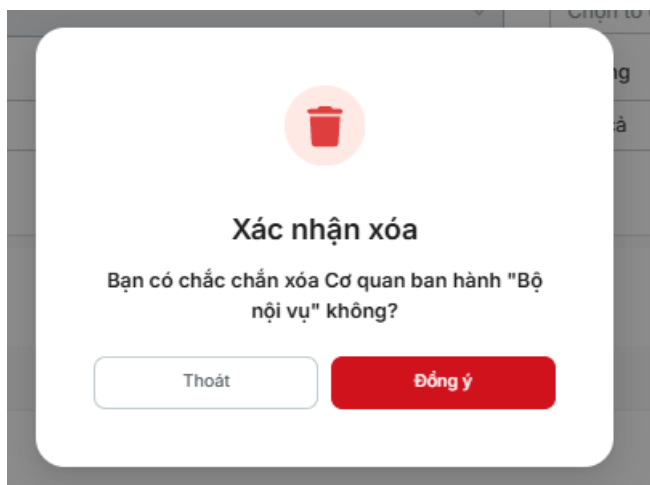 Xác nhận xóa
Bạn có chắc chắn xóa Cơ quan ban hành "Bộ
nội vụ" không?
Thoát
Đồng ý